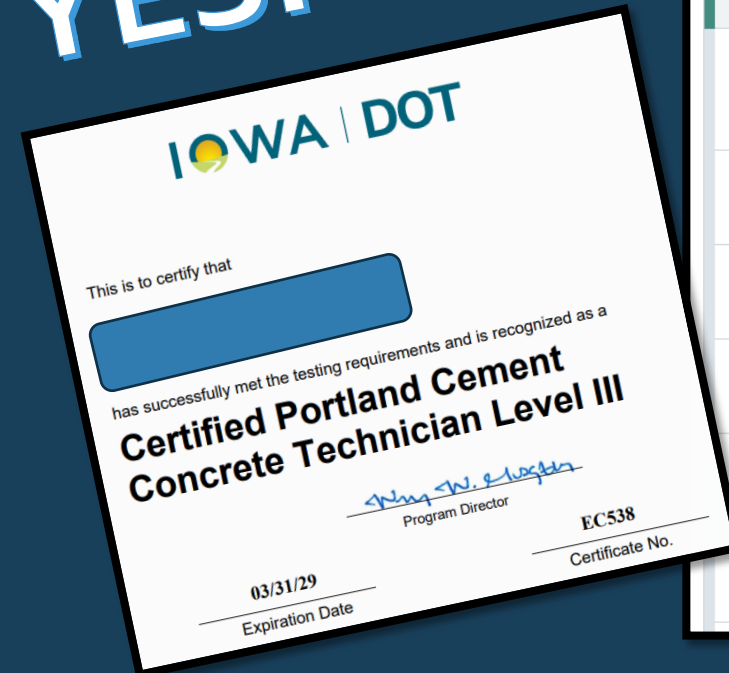 YES!
IOWA | DOT
This is to certify that
has successfully met the testing requirements and is recognized as a
Certified Portland Cement
Concrete Technician Level III
Program Director
03/31/29
Expiration Date
EC538
Certificate No.